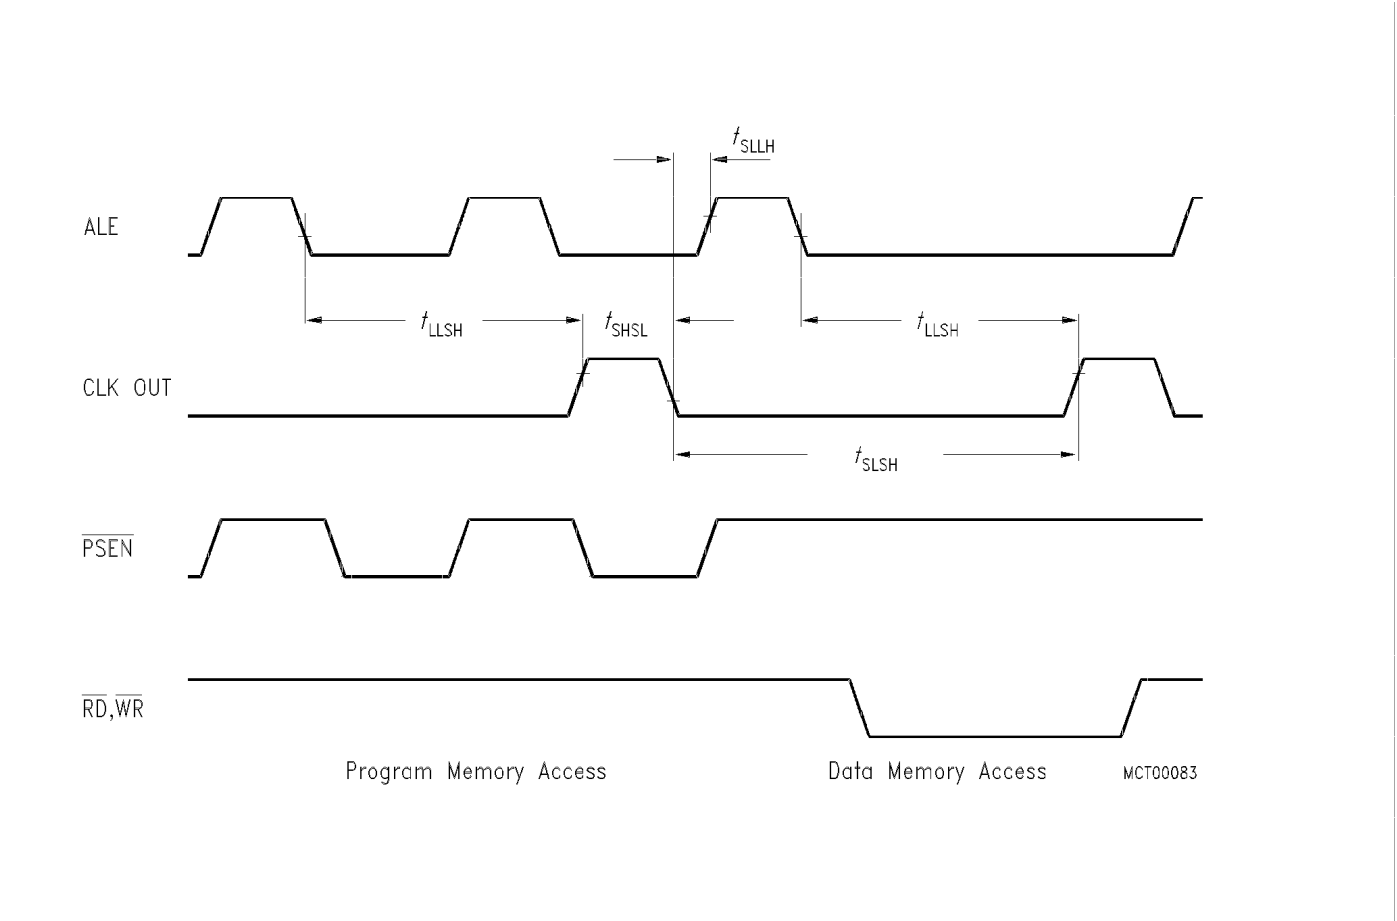 tSLLH
ALE
tLLSH tSHSL tLLSH
CLK OUT
tSLSH
PSEN
RD,WR
Program Memory Access Data Memory Access MCT00083